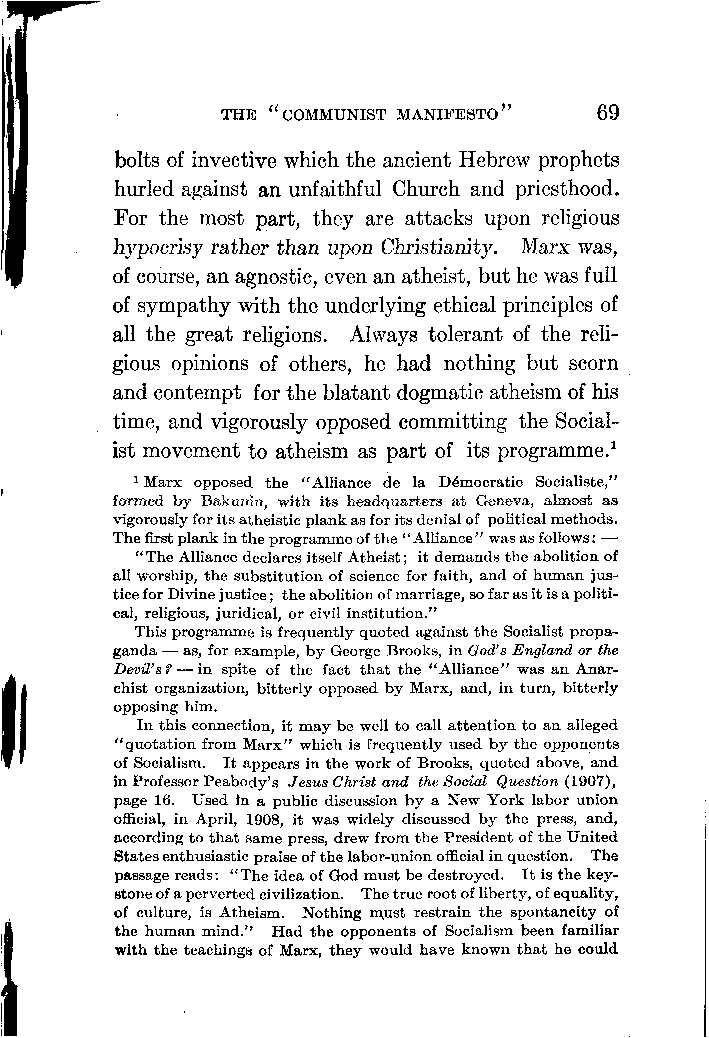 THE "COMMUNIST MANIFESTO" 69
bolts of invective which the ancient Hebrew prophets
hurled against an unfaithful Church and priesthood.
For the most part, they are attacks upon religious
hypocrisy rather than upon Christianity. Marx was,
of course, an agnostic, even an atheist, but he was full
of sympathy with the underlying ethical principles of
all the great religions. Always tolerant of the reli-
gious opinions of others, he had nothing but scorn
and contempt for the blatant dogmatic atheism of his
time, and vigorously opposed committing the Social-
ist movement to atheism as part of its programme.¹
¹ Marx opposed the "Alliance de la Démocratic Socialiste,"
formed by Bakunin, with its headquarters at Geneva, almost as
vigorously for its atheistic plank as for its denial of political methods.
The first plank in the programme of the "Alliance" was as follows: —
"The Alliance declares itself Atheist; it demands the abolition of
all worship, the substitution of science for faith, and of human jus-
tice for Divine justice; the abolition of marriage, so far as it is a politi-
cal, religious, juridical, or civil institution."
This programme is frequently quoted against the Socialist propa-
ganda — as, for example, by George Brooks, in God's England or the
Devil's? — in spite of the fact that the "Alliance" was an Anar-
chist organization, bitterly opposed by Marx, and, in turn, bitterly
opposing him.
In this connection, it may be well to call attention to an alleged
"quotation from Marx" which is frequently used by the opponents
of Socialism. It appears in the work of Brooks, quoted above, and
in Professor Peabody's Jesus Christ and the Social Question (1907),
page 16. Used in a public discussion by a New York labor union
official, in April, 1908, it was widely discussed by the press, and,
according to that same press, drew from the President of the United
States enthusiastic praise of the labor-union official in question. The
passage reads: "The idea of God must be destroyed. It is the key-
stone of a perverted civilization. The true root of liberty, of equality,
of culture, is Atheism. Nothing must restrain the spontaneity of
the human mind." Had the opponents of Socialism been familiar
with the teachings of Marx, they would have known that he could